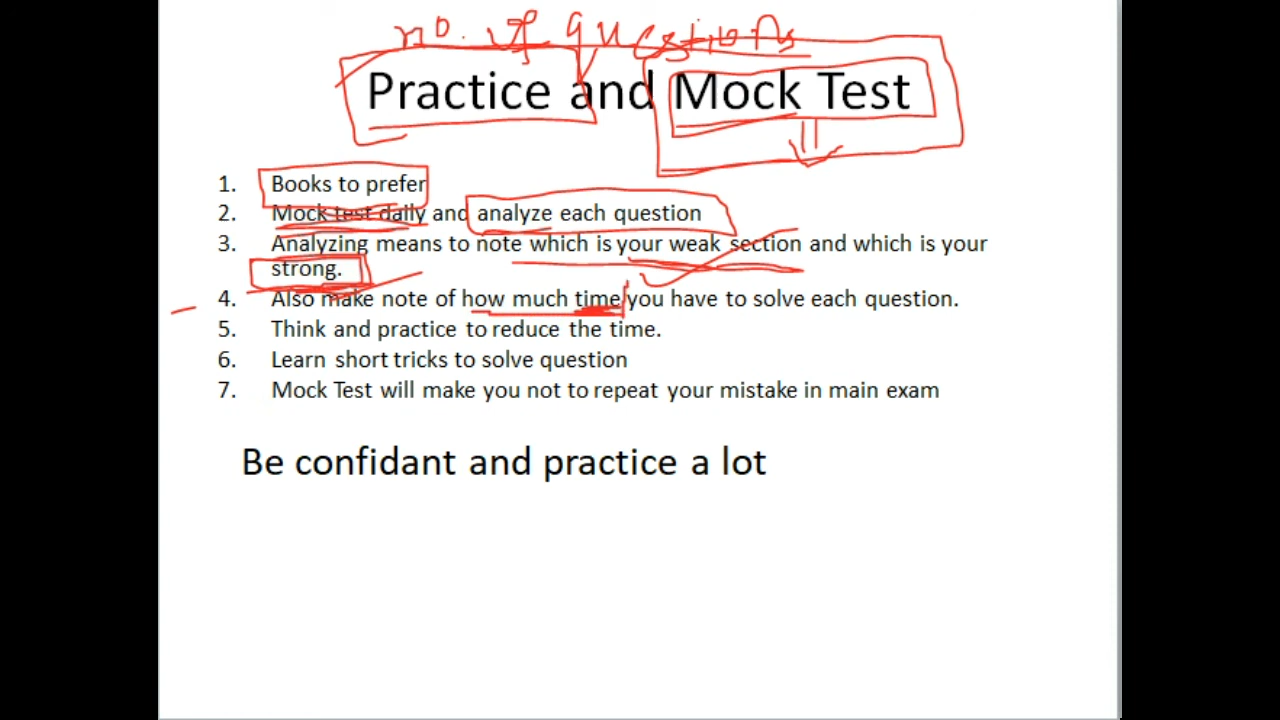 no. of questions
Practice and Mock Test
1. Books to prefer
2. Mock test daily and analyze each question
3. Analyzing means to note which is your weak section and which is your
strong.
4. Also make note of how much time you have to solve each question.
5. Think and practice to reduce the time.
6. Learn short tricks to solve question
7. Mock Test will make you not to repeat your mistake in main exam
Be confidant and practice a lot